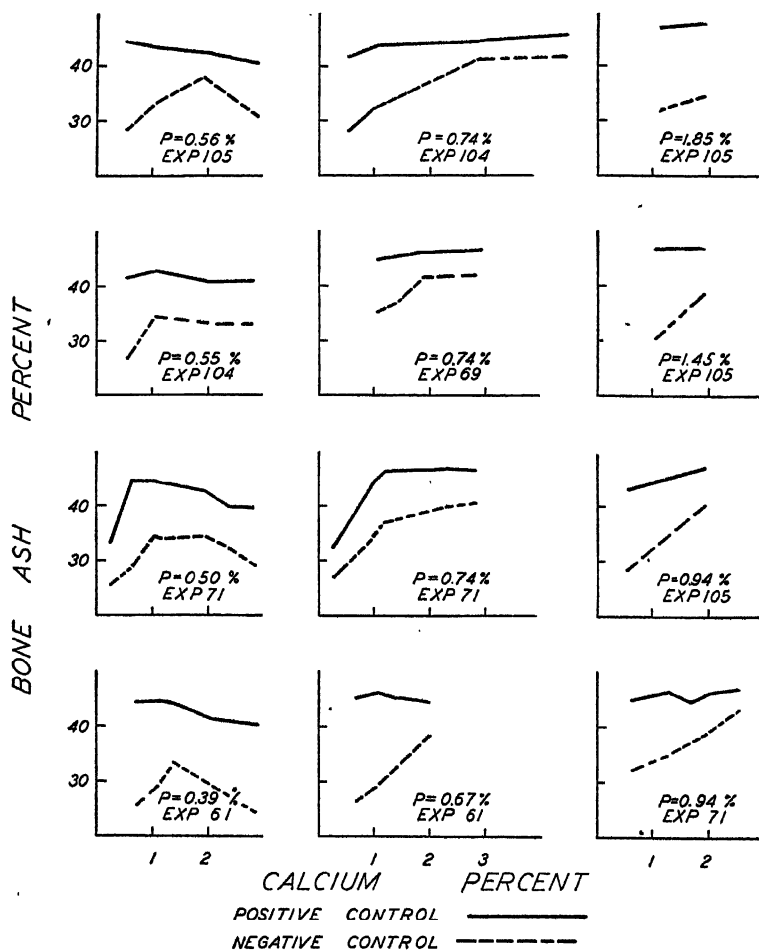 40
30
P=0.56 %
EXP 105
P=0.74 %
EXP 104
P=1.85 %
EXP 105
40
30
P=0.55 %
EXP 104
P=0.74 %
EXP 69
P=1.45 %
EXP 105
40
30
P=0.50 %
EXP 71
P=0.74 %
EXP 71
P=0.94 %
EXP 105
40
30
P=0.39 %
EXP 61
P=0.67 %
EXP 61
P=0.94 %
EXP 71
1 2
1 2 3
1 2
BONE ASH PERCENT
CALCIUM PERCENT
POSITIVE CONTROL
NEGATIVE CONTROL